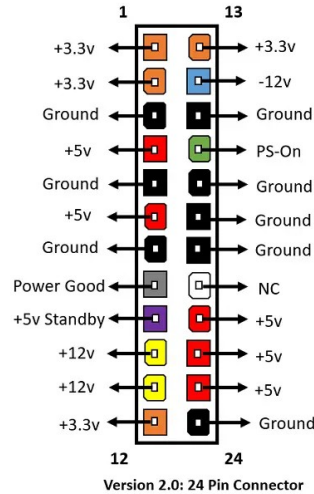 1 13
+3.3v +3.3v
+3.3v -12v
Ground Ground
+5v PS-On
Ground Ground
+5v Ground
Ground Ground
Power Good NC
+5v Standby +5v
+12v +5v
+12v +5v
+3.3v Ground
12 24
Version 2.0: 24 Pin Connector